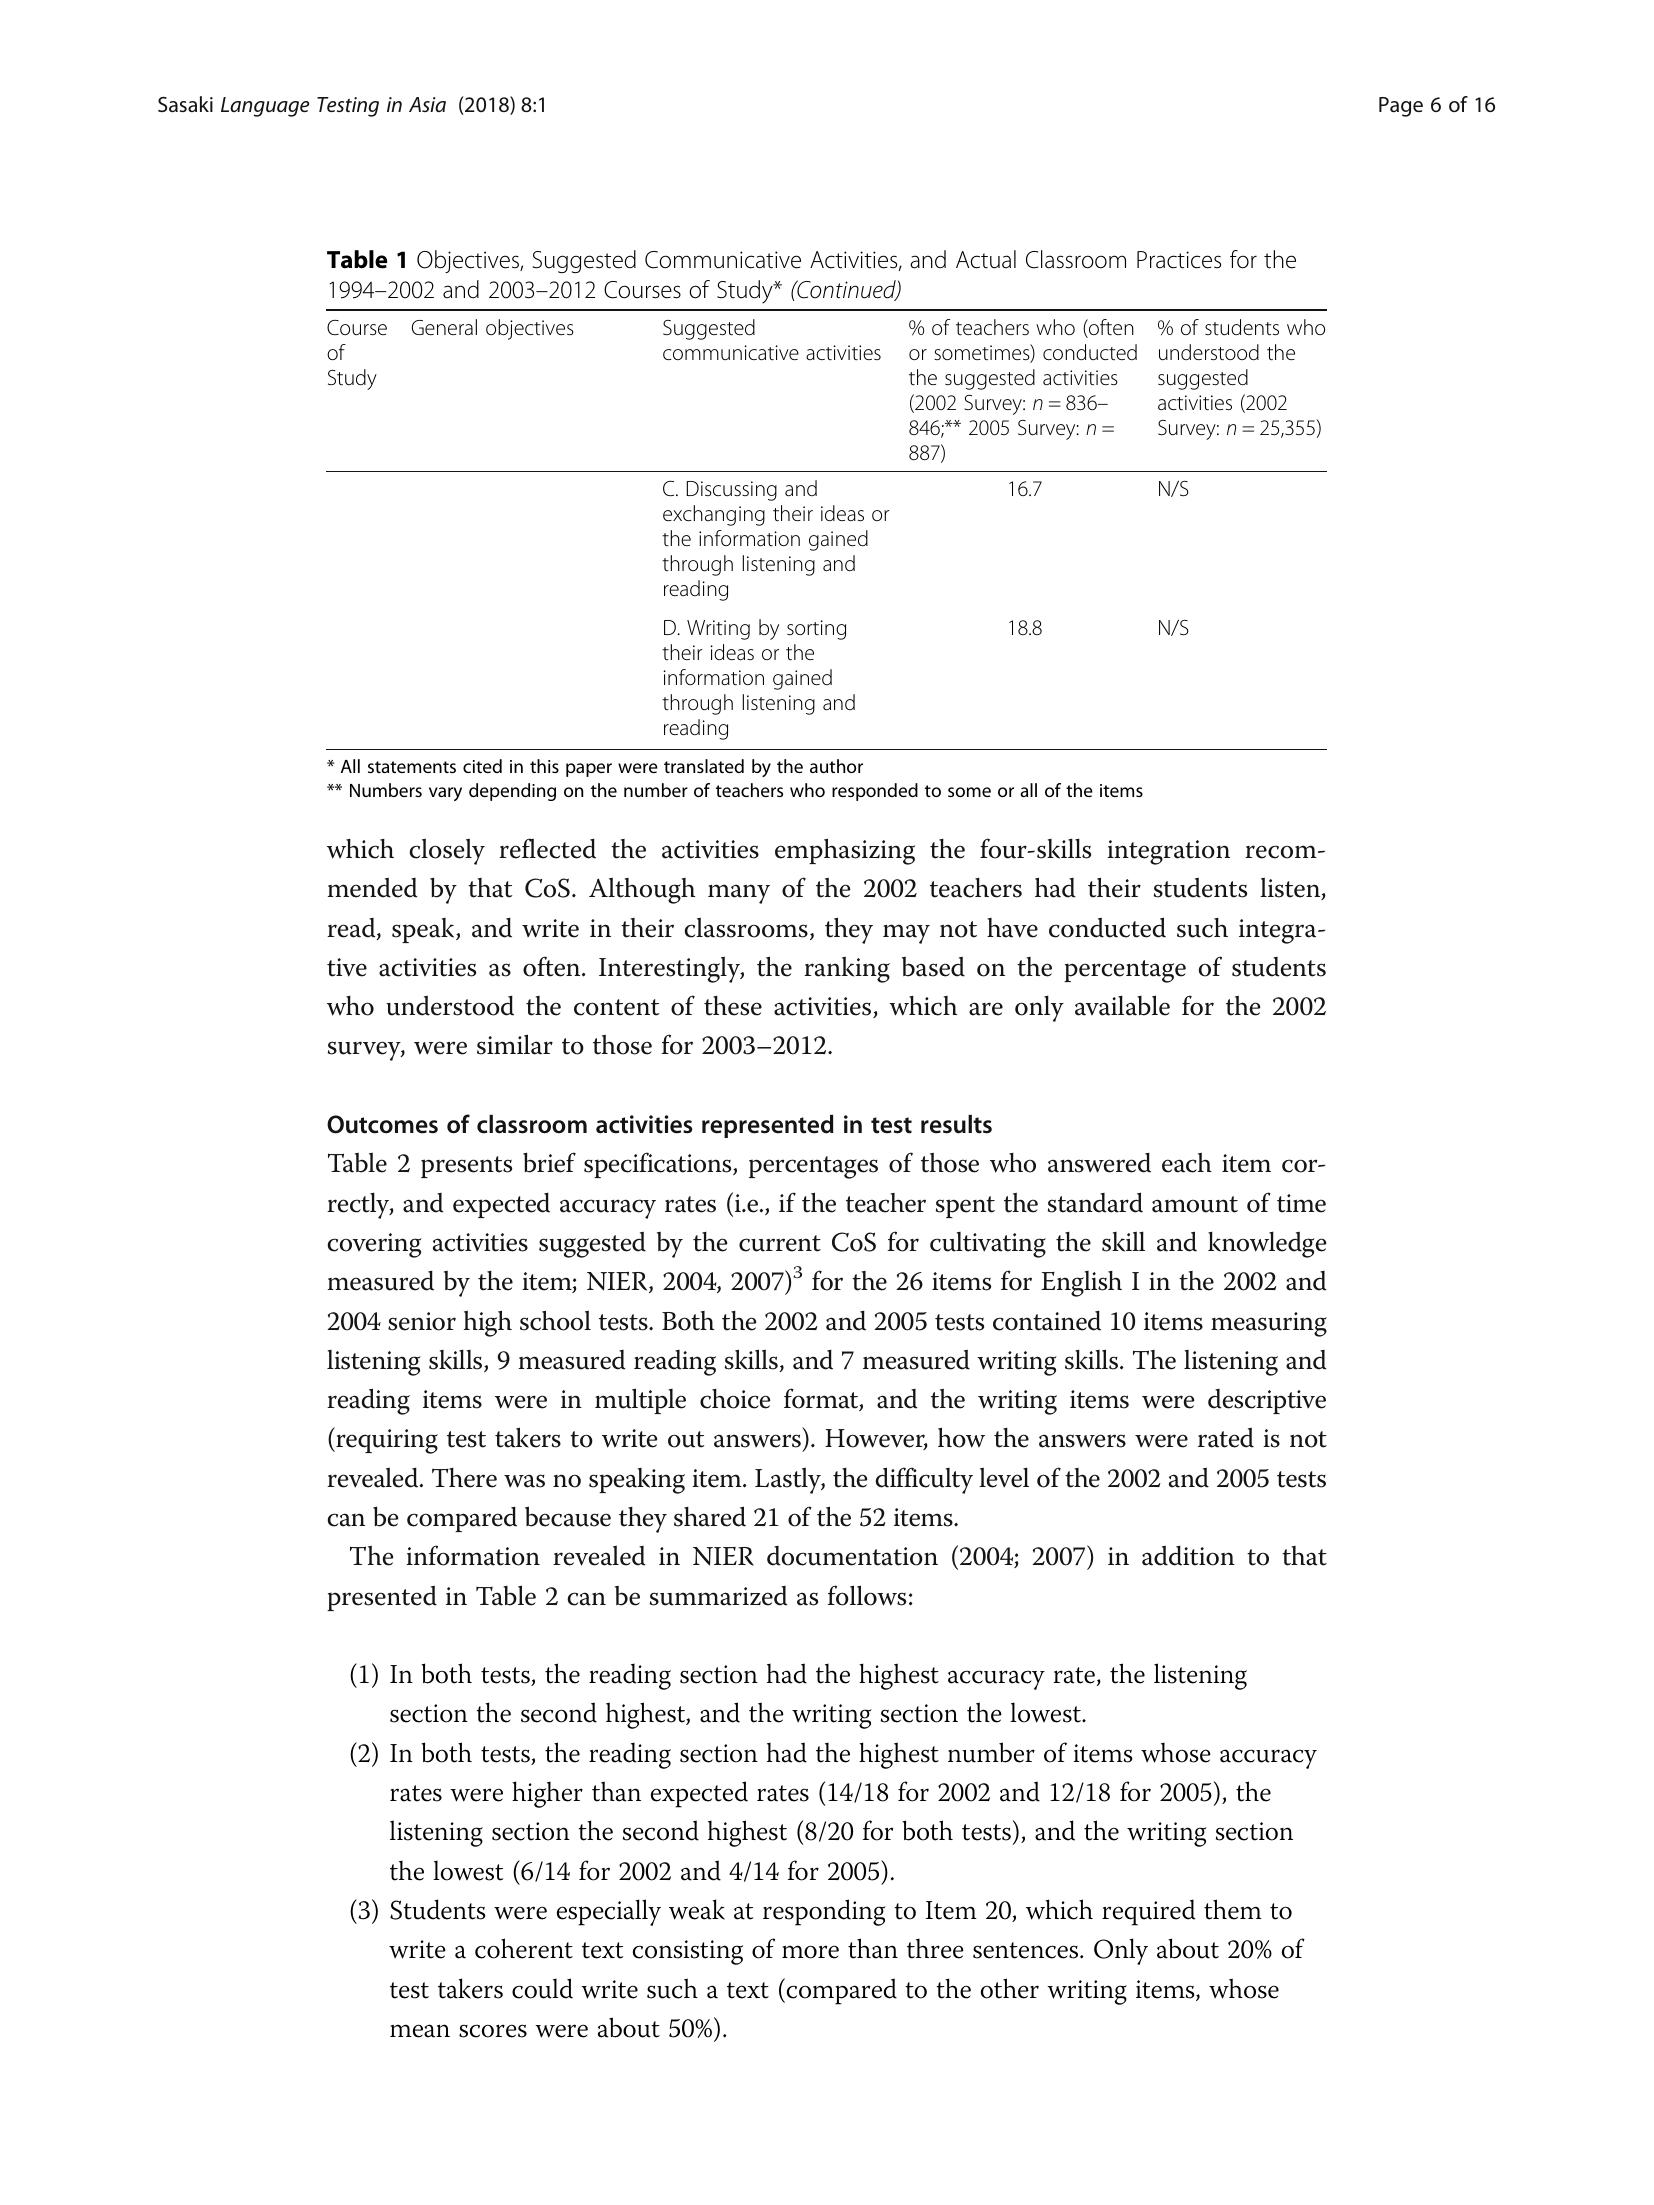 Sasaki Language Testing in Asia (2018) 8:1
Page 6 of 16
Table 1 Objectives, Suggested Communicative Activities, and Actual Classroom Practices for the
1994–2002 and 2003–2012 Courses of Study* (Continued)
Course
of
Study
General objectives
Suggested
communicative activities
% of teachers who (often
or sometimes) conducted
the suggested activities
(2002 Survey: n = 836–
846;** 2005 Survey: n =
887)
% of students who
understood the
suggested
activities (2002
Survey: n = 25,355)
C. Discussing and
exchanging their ideas or
the information gained
through listening and
reading
16.7
N/S
D. Writing by sorting
their ideas or the
information gained
through listening and
reading
18.8
N/S
* All statements cited in this paper were translated by the author
** Numbers vary depending on the number of teachers who responded to some or all of the items
which closely reflected the activities emphasizing the four-skills integration recom-
mended by that CoS. Although many of the 2002 teachers had their students listen,
read, speak, and write in their classrooms, they may not have conducted such integra-
tive activities as often. Interestingly, the ranking based on the percentage of students
who understood the content of these activities, which are only available for the 2002
survey, were similar to those for 2003–2012.
Outcomes of classroom activities represented in test results
Table 2 presents brief specifications, percentages of those who answered each item cor-
rectly, and expected accuracy rates (i.e., if the teacher spent the standard amount of time
covering activities suggested by the current CoS for cultivating the skill and knowledge
measured by the item; NIER, 2004, 2007)3 for the 26 items for English I in the 2002 and
2004 senior high school tests. Both the 2002 and 2005 tests contained 10 items measuring
listening skills, 9 measured reading skills, and 7 measured writing skills. The listening and
reading items were in multiple choice format, and the writing items were descriptive
(requiring test takers to write out answers). However, how the answers were rated is not
revealed. There was no speaking item. Lastly, the difficulty level of the 2002 and 2005 tests
can be compared because they shared 21 of the 52 items.
The information revealed in NIER documentation (2004; 2007) in addition to that
presented in Table 2 can be summarized as follows:
(1) In both tests, the reading section had the highest accuracy rate, the listening
section the second highest, and the writing section the lowest.
(2) In both tests, the reading section had the highest number of items whose accuracy
rates were higher than expected rates (14/18 for 2002 and 12/18 for 2005), the
listening section the second highest (8/20 for both tests), and the writing section
the lowest (6/14 for 2002 and 4/14 for 2005).
(3) Students were especially weak at responding to Item 20, which required them to
write a coherent text consisting of more than three sentences. Only about 20% of
test takers could write such a text (compared to the other writing items, whose
mean scores were about 50%).